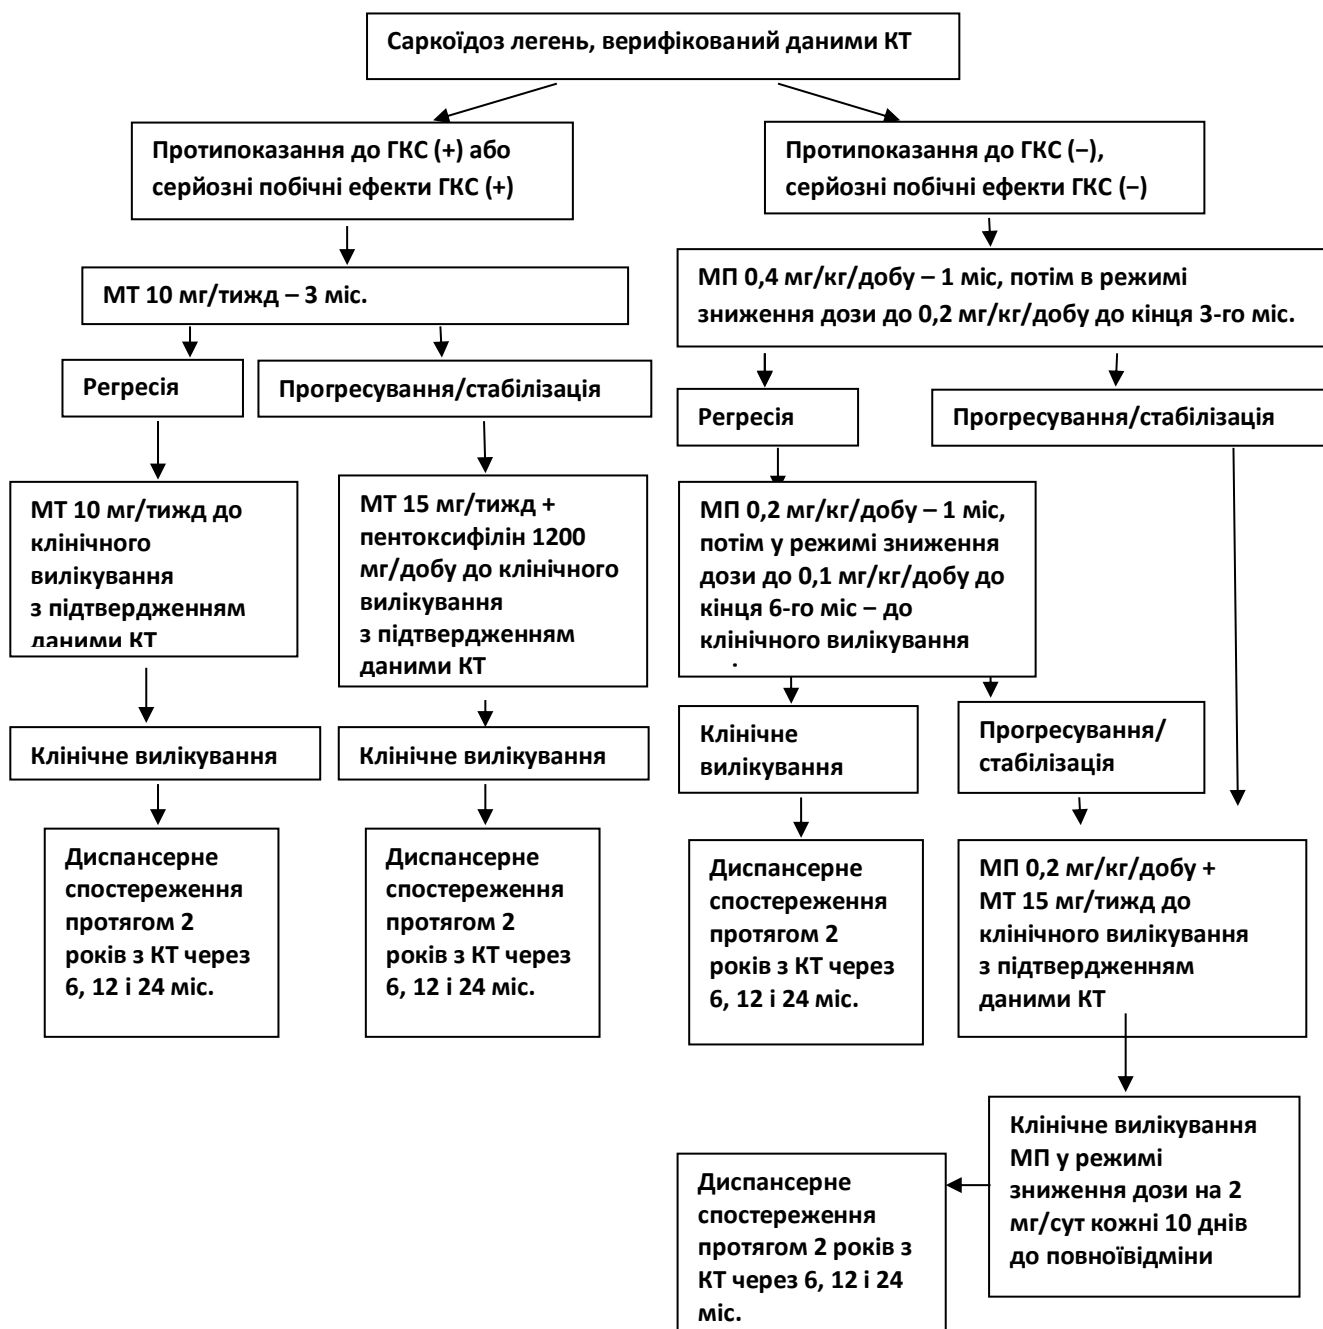 Саркоїдоз легень, верифікований даними КТ
Протипоказання до ГКС (+) або
серйозні побічні ефекти ГКС (+)
Протипоказання до ГКС (–),
серйозні побічні ефекти ГКС (–)
МТ 10 мг/тижд – 3 міс.
МП 0,4 мг/кг/добу – 1 міс, потім в режимі
зниження дози до 0,2 мг/кг/добу до кінця 3-го міс.
Регресія
Прогресування/стабілізація
Регресія
Прогресування/стабілізація
МТ 10 мг/тижд до
клінічного
вилікування
з підтвердженням
даними КТ
МТ 15 мг/тижд +
пентоксифілін 1200
мг/добу до клінічного
вилікування
з підтвердженням
даними КТ
МП 0,2 мг/кг/добу – 1 міс,
потім у режимі зниження
дози до 0,1 мг/кг/добу до
кінця 6-го міс – до
клінічного вилікування
Клінічне вилікування
Клінічне вилікування
Клінічне
вилікування
Прогресування/
стабілізація
Диспансерне
спостереження
протягом 2
років з КТ через
6, 12 і 24 міс.
Диспансерне
спостереження
протягом 2
років з КТ через
6, 12 і 24 міс.
Диспансерне
спостереження
протягом 2
років з КТ через
6, 12 і 24 міс.
МП 0,2 мг/кг/добу +
МТ 15 мг/тижд до
клінічного вилікування
з підтвердженням
даними КТ
Клінічне вилікування
МП у режимі
зниження дози на 2
мг/сут кожні 10 днів
до повноївідміни
Диспансерне
спостереження
протягом 2 років з
КТ через 6, 12 і 24
міс.